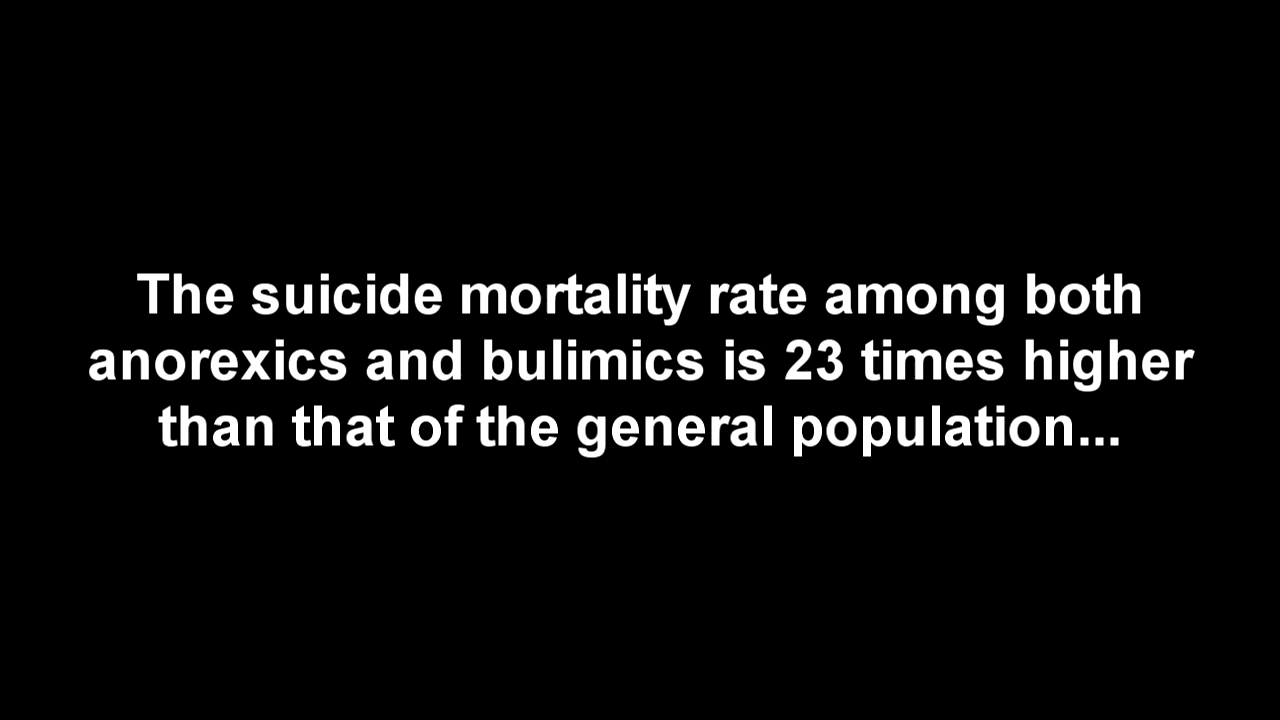 The suicide mortality rate among both
anorexics and bulimics is 23 times higher
than that of the general population...